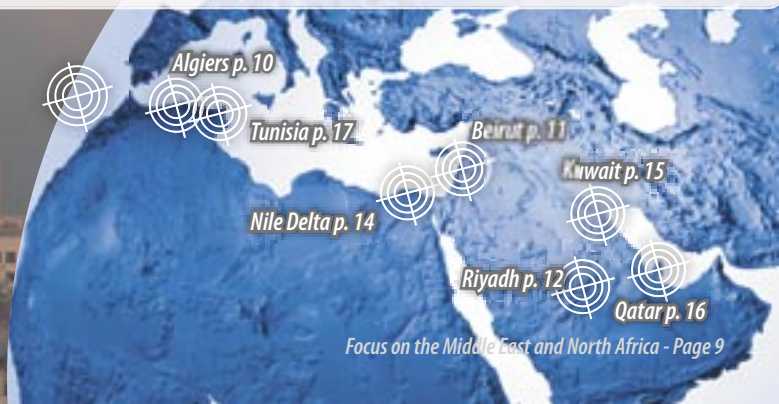 Algiers p. 10
Tunisia p. 17
Beirut p. 11
Kuwait p. 15
Nile Delta p. 14
Riyadh p. 12
Qatar p. 16
Focus on the Middle East and North Africa - Page 9